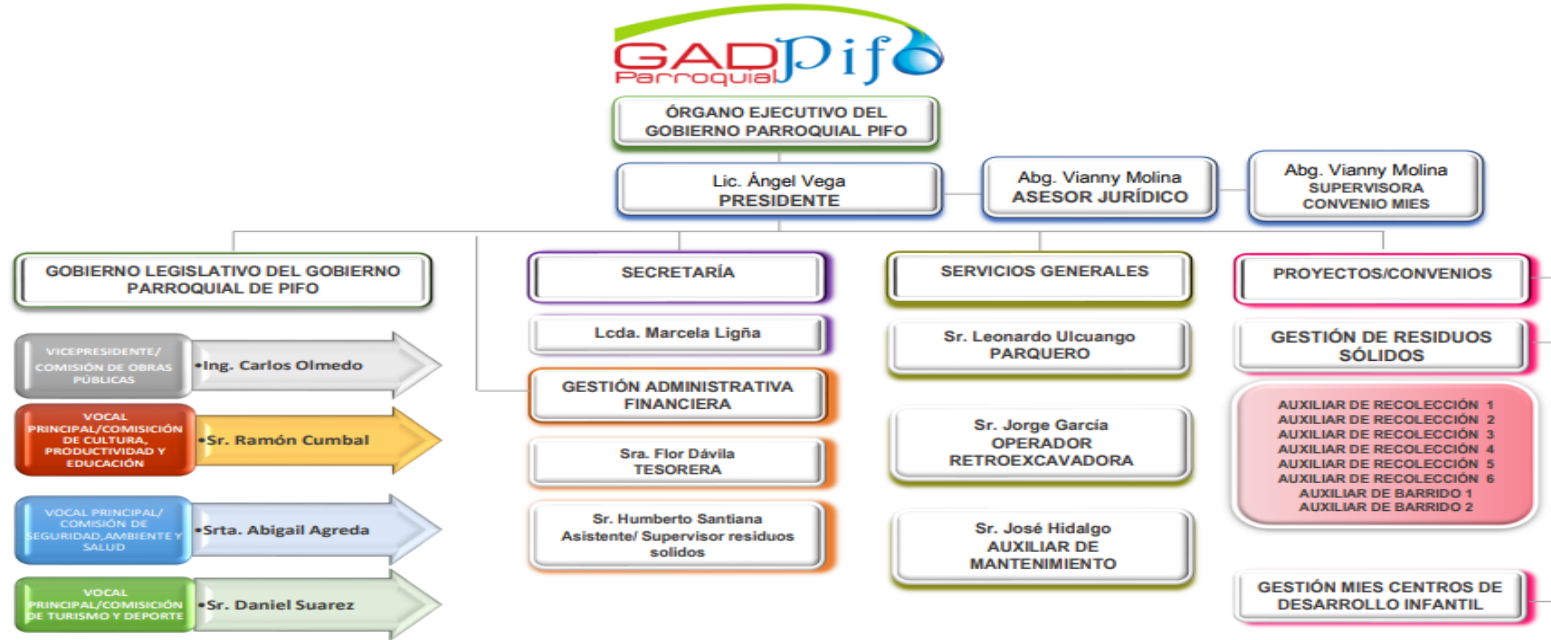 GAD Pifo
Parroquial
ÓRGANO EJECUTIVO DEL
GOBIERNO PARROQUIAL PIFO
Lic. Ángel Vega
PRESIDENTE
Abg. Vianny Molina
ASESOR JURÍDICO
Abg. Vianny Molina
SUPERVISORA
CONVENIO MIES
GOBIERNO LEGISLATIVO DEL GOBIERNO
PARROQUIAL DE PIFO
VICEPRESIDENTE/
COMISIÓN DE OBRAS
PÚBLICAS
•Ing. Carlos Olmedo
VOCAL
PRINCIPAL/COMISICIÓN
DE CULTURA,
PRODUCTIVIDAD Y
EDUCACIÓN
•Sr. Ramón Cumbal
VOCAL PRINCIPAL/
COMISIÓN DE
SEGURIDAD,AMBIENTE Y
SALUD
•Srta. Abigail Agreda
VOCAL
PRINCIPAL/COMISICIÓN
DE TURISMO Y DEPORTE
•Sr. Daniel Suarez
SECRETARÍA
Lcda. Marcela Ligña
GESTIÓN ADMINISTRATIVA
FINANCIERA
Sra. Flor Dávila
TESORERA
Sr. Humberto Santiana
Asistente/ Supervisor residuos
solidos
SERVICIOS GENERALES
Sr. Leonardo Ulcuango
PARQUERO
Sr. Jorge García
OPERADOR
RETROEXCAVADORA
Sr. José Hidalgo
AUXILIAR DE
MANTENIMIENTO
PROYECTOS/CONVENIOS
GESTIÓN DE RESIDUOS
SÓLIDOS
AUXILIAR DE RECOLECCIÓN 1
AUXILIAR DE RECOLECCIÓN 2
AUXILIAR DE RECOLECCIÓN 3
AUXILIAR DE RECOLECCIÓN 4
AUXILIAR DE RECOLECCIÓN 5
AUXILIAR DE RECOLECCIÓN 6
AUXILIAR DE BARRIDO 1
AUXILIAR DE BARRIDO 2
GESTIÓN MIES CENTROS DE
DESARROLLO INFANTIL